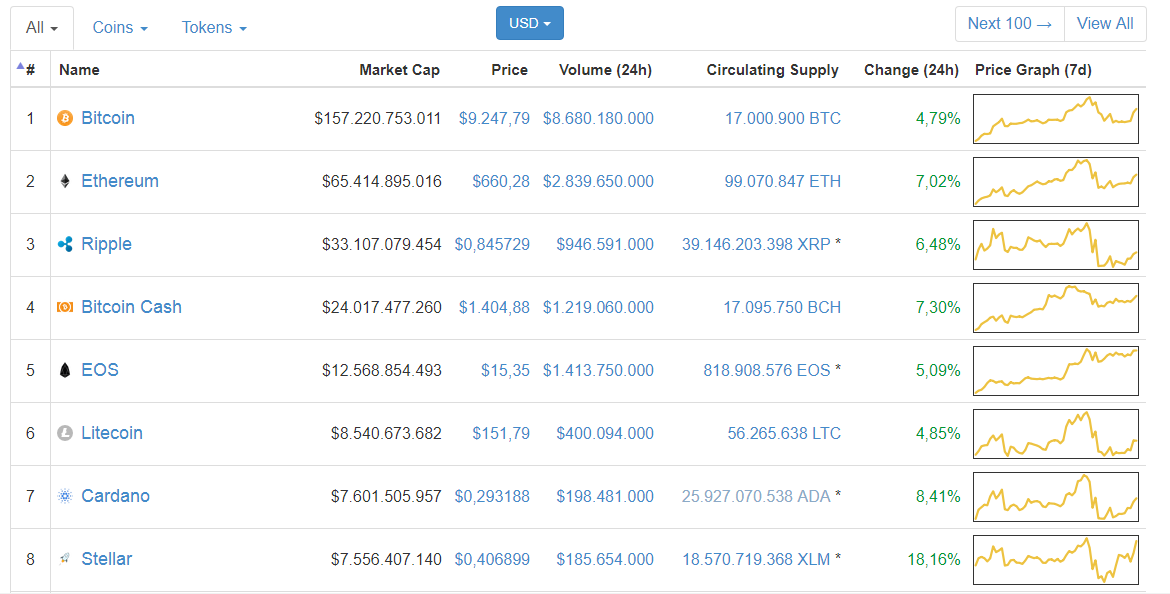 All Coins Tokens USD Next 100 → View All
# Name Market Cap Price Volume (24h) Circulating Supply Change (24h) Price Graph (7d)
1 Bitcoin $157.220.753.011 $9.247,79 $8.680.180.000 17.000.900 BTC 4,79%
2 Ethereum $65.414.895.016 $660,28 $2.839.650.000 99.070.847 ETH 7,02%
3 Ripple $33.107.079.454 $0,845729 $946.591.000 39.146.203.398 XRP * 6,48%
4 Bitcoin Cash $24.017.477.260 $1.404,88 $1.219.060.000 17.095.750 BCH 7,30%
5 EOS $12.568.854.493 $15,35 $1.413.750.000 818.908.576 EOS * 5,09%
6 Litecoin $8.540.673.682 $151,79 $400.094.000 56.265.638 LTC 4,85%
7 Cardano $7.601.505.957 $0,293188 $198.481.000 25.927.070.538 ADA * 8,41%
8 Stellar $7.556.407.140 $0,406899 $185.654.000 18.570.719.368 XLM * 18,16%